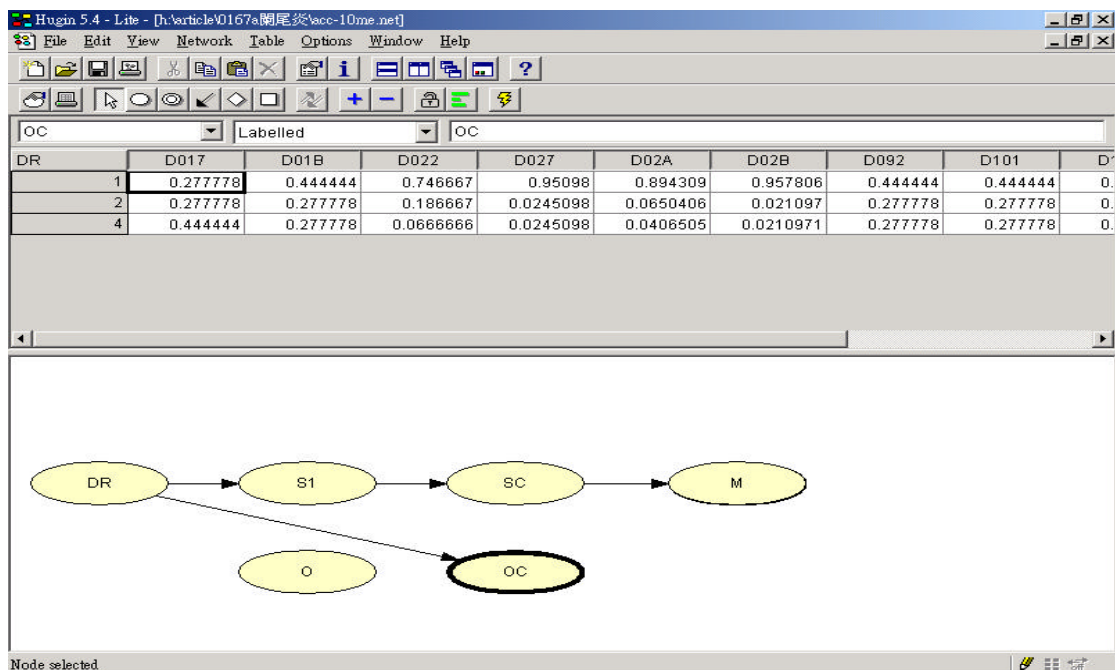 Hugin 5.4 - Lite - [h:\article\0167a闌尾炎\acc-10me.net]
File Edit View Network Table Options Window Help
OC Labelled OC
DR D017 D01B D022 D027 D02A D02B D092 D101
1 0.277778 0.444444 0.746667 0.95098 0.894309 0.957806 0.444444 0.444444 0.
2 0.277778 0.277778 0.186667 0.0245098 0.0650406 0.021097 0.277778 0.277778 0.
4 0.444444 0.277778 0.0666666 0.0245098 0.0406505 0.0210971 0.277778 0.277778 0.
DR S1 SC M
O OC
Node selected